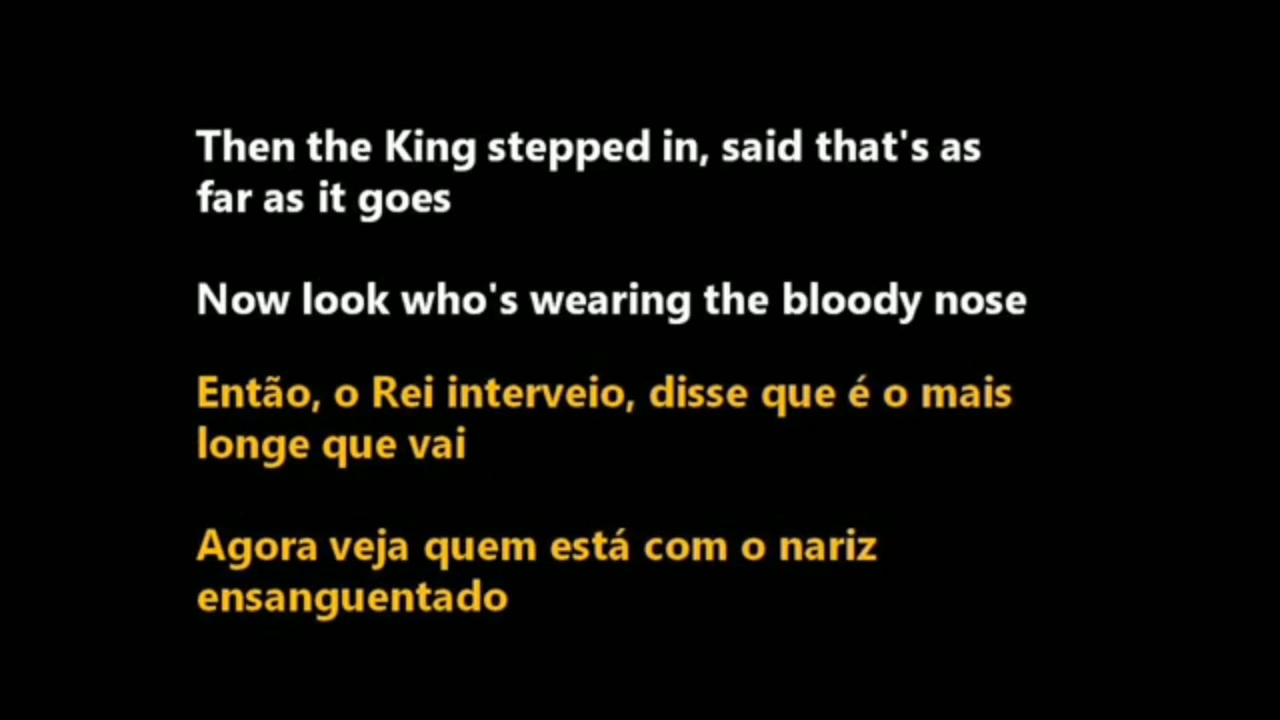 Then the King stepped in, said that's as
far as it goes
Now look who's wearing the bloody nose
Então, o Rei interveio, disse que é o mais
longe que vai
Agora veja quem está com o nariz
ensanguentado